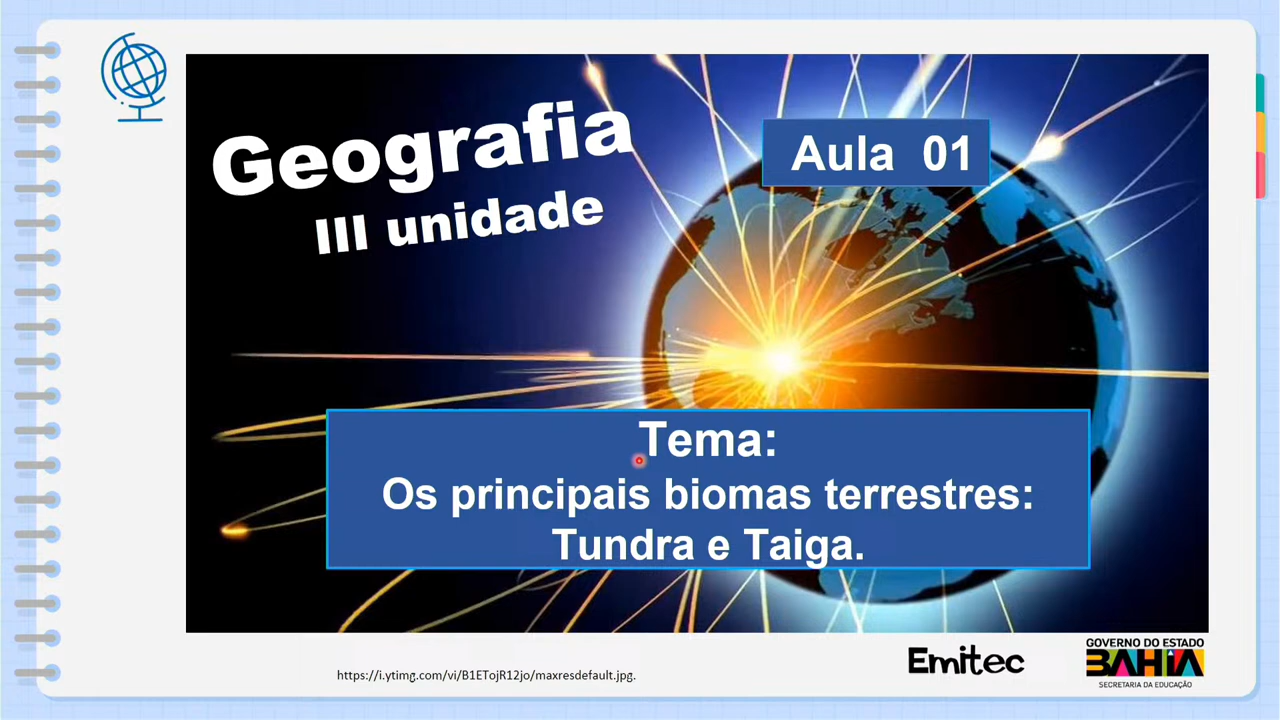 Geografia
III unidade
Aula 01
Tema:
Os principais biomas terrestres:
Tundra e Taiga.
https://i.ytimg.com/vi/B1ETojR12jo/maxresdefault.jpg.
Emitec
GOVERNO DO ESTADO
BAHIA
SECRETARIA DA EDUCAÇÃO